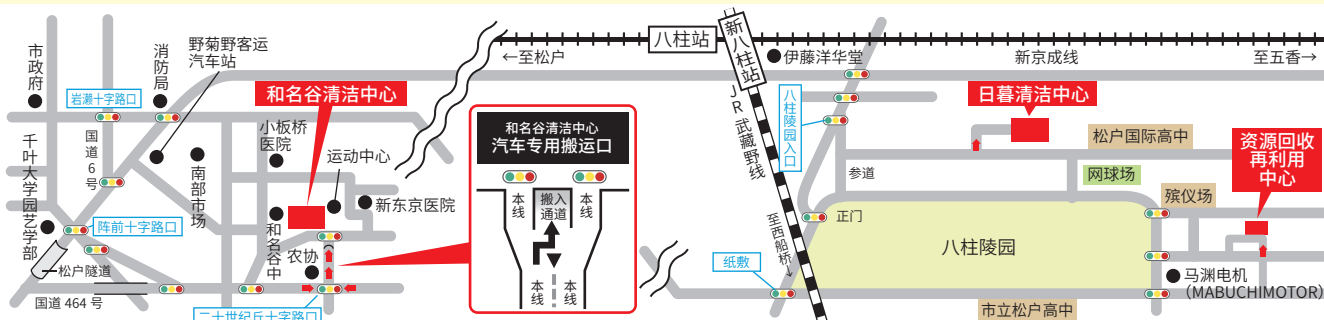 市政府
消防局
野菊野客运
汽车站
岩濑十字路口
和名谷清洁中心
千叶大学园艺学部
国道6号
小板桥
医院
运动中心
南部市场
新东京医院
阵前十字路口
和名谷中
农协
松户隧道
国道 464 号
二十世纪丘十字路口
和名谷清洁中心
汽车专用搬运口
本线
搬入
通道
本线
本线
本线
←至松户
八柱站
新八柱站
伊藤洋华堂
新京成线
至五香→
JR 武藏野线
八柱陵园入口
日暮清洁中心
松户国际高中
资源回收
再利用
中心
参道
网球场
殡仪场
正门
至西船桥→
八柱陵园
纸敷
马渊电机
（MABUCHIMOTOR）
市立松户高中